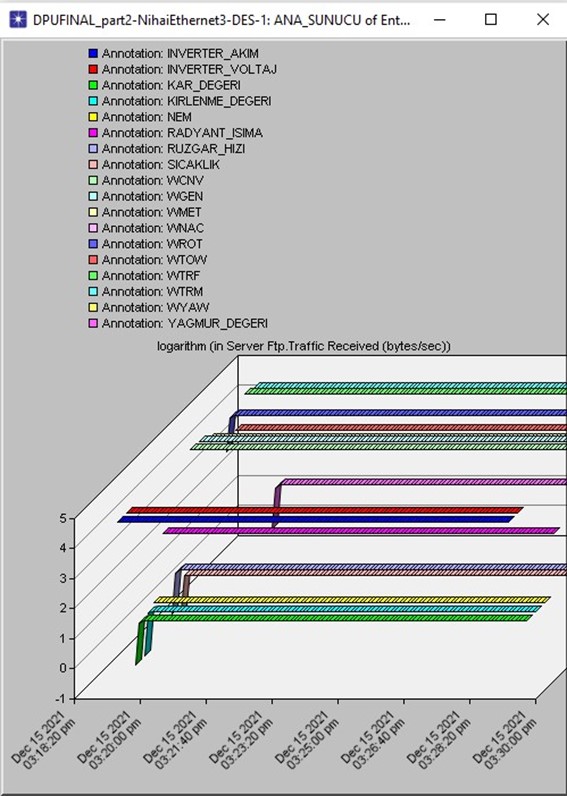 DPUFINAL_part2-NihaiEthernet3-DES-1: ANA_SUNUCU of Ent...
Annotation: INVERTER_AKIM
Annotation: INVERTER_VOLTAJ
Annotation: KAR_DEGERI
Annotation: KIRLENME_DEGERI
Annotation: NEM
Annotation: RADYANT_ISIMA
Annotation: RUZGAR_HIZI
Annotation: SICAKLIK
Annotation: WCNV
Annotation: WGEN
Annotation: WMET
Annotation: WNAC
Annotation: WROT
Annotation: WTOW
Annotation: WTRF
Annotation: WTRM
Annotation: WYAW
Annotation: YAGMUR_DEGERI
logarithm (in Server Ftp.Traffic Received (bytes/sec))
5
4
3
2
1
0
-1
Dec 15 2021
03:18:20 pm
Dec 15 2021
03:20:00 pm
Dec 15 2021
03:21:40 pm
Dec 15 2021
03:23:20 pm
Dec 15 2021
03:25:00 pm
Dec 15 2021
03:26:40 pm
Dec 15 2021
03:28:20 pm
Dec 15 2021
03:30:00 pm